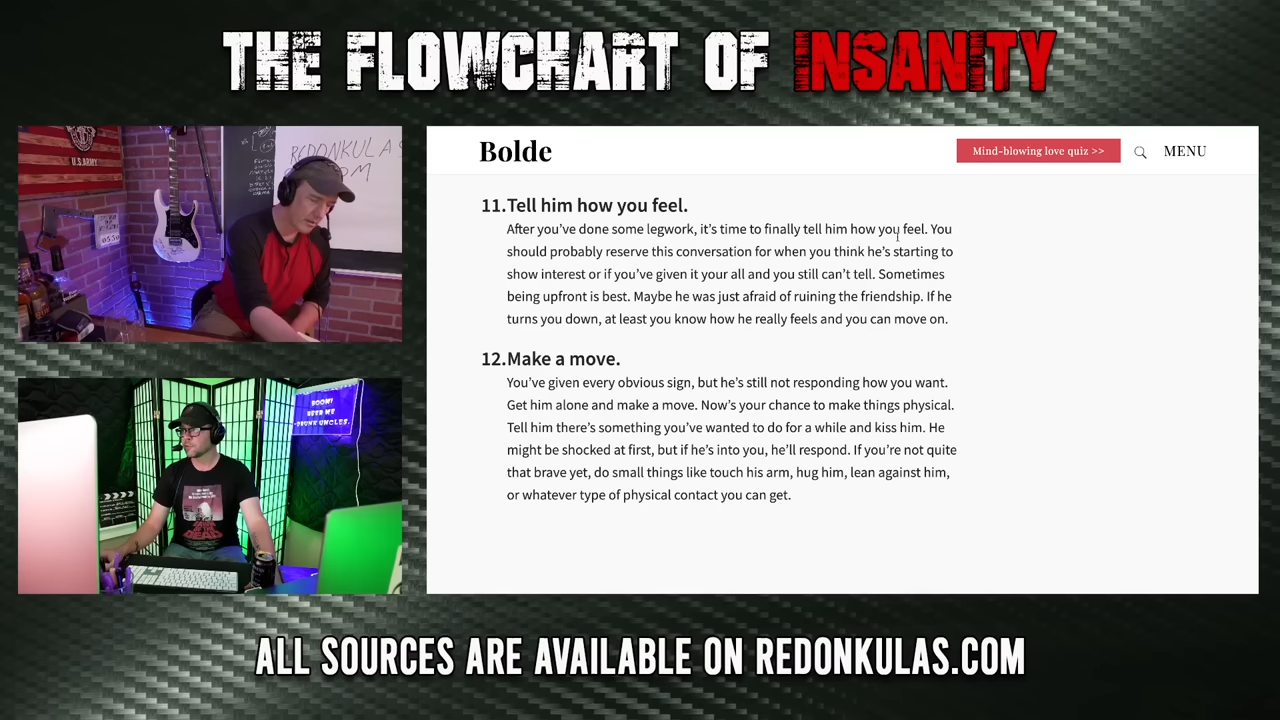 THE FLOWCHART OF INSANITY
U.S. ARMY
REDONKULAS
Bolde
Mind-blowing love quiz >>
MENU
11.Tell him how you feel.
After you’ve done some legwork, it’s time to finally tell him how you feel. You
should probably reserve this conversation for when you think he’s starting to
show interest or if you’ve given it your all and you still can’t tell. Sometimes
being upfront is best. Maybe he was just afraid of ruining the friendship. If he
turns you down, at least you know how he really feels and you can move on.
12.Make a move.
You’ve given every obvious sign, but he’s still not responding how you want.
Get him alone and make a move. Now’s your chance to make things physical.
Tell him there’s something you’ve wanted to do for a while and kiss him. He
might be shocked at first, but if he’s into you, he’ll respond. If you’re not quite
that brave yet, do small things like touch his arm, hug him, lean against him,
or whatever type of physical contact you can get.
BOOM!
BEER ME
-DRUNK UNCLES.
DAWN
OF THE
DEAD
ALL SOURCES ARE AVAILABLE ON REDONKULAS.COM